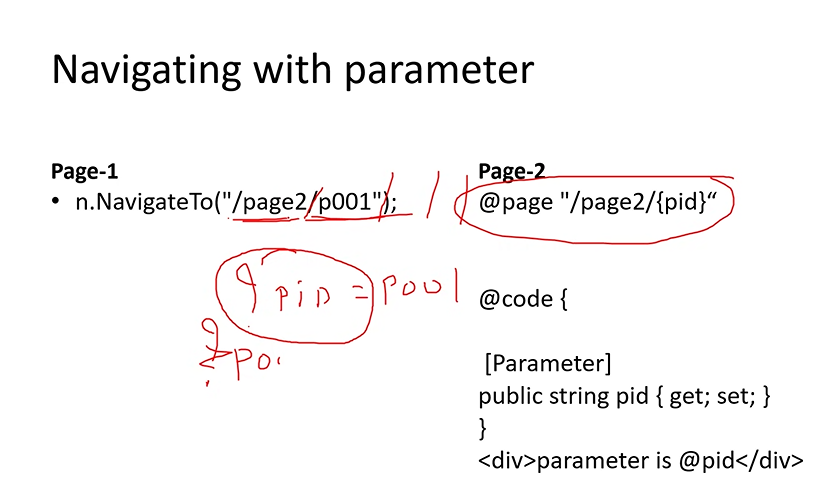 Navigating with parameter
Page-1
• n.NavigateTo("/page2/p001");
? PiD = P001
Page-2
@page "/page2/{pid}“
@code {
[Parameter]
public string pid { get; set; }
}
<div>parameter is @pid</div>